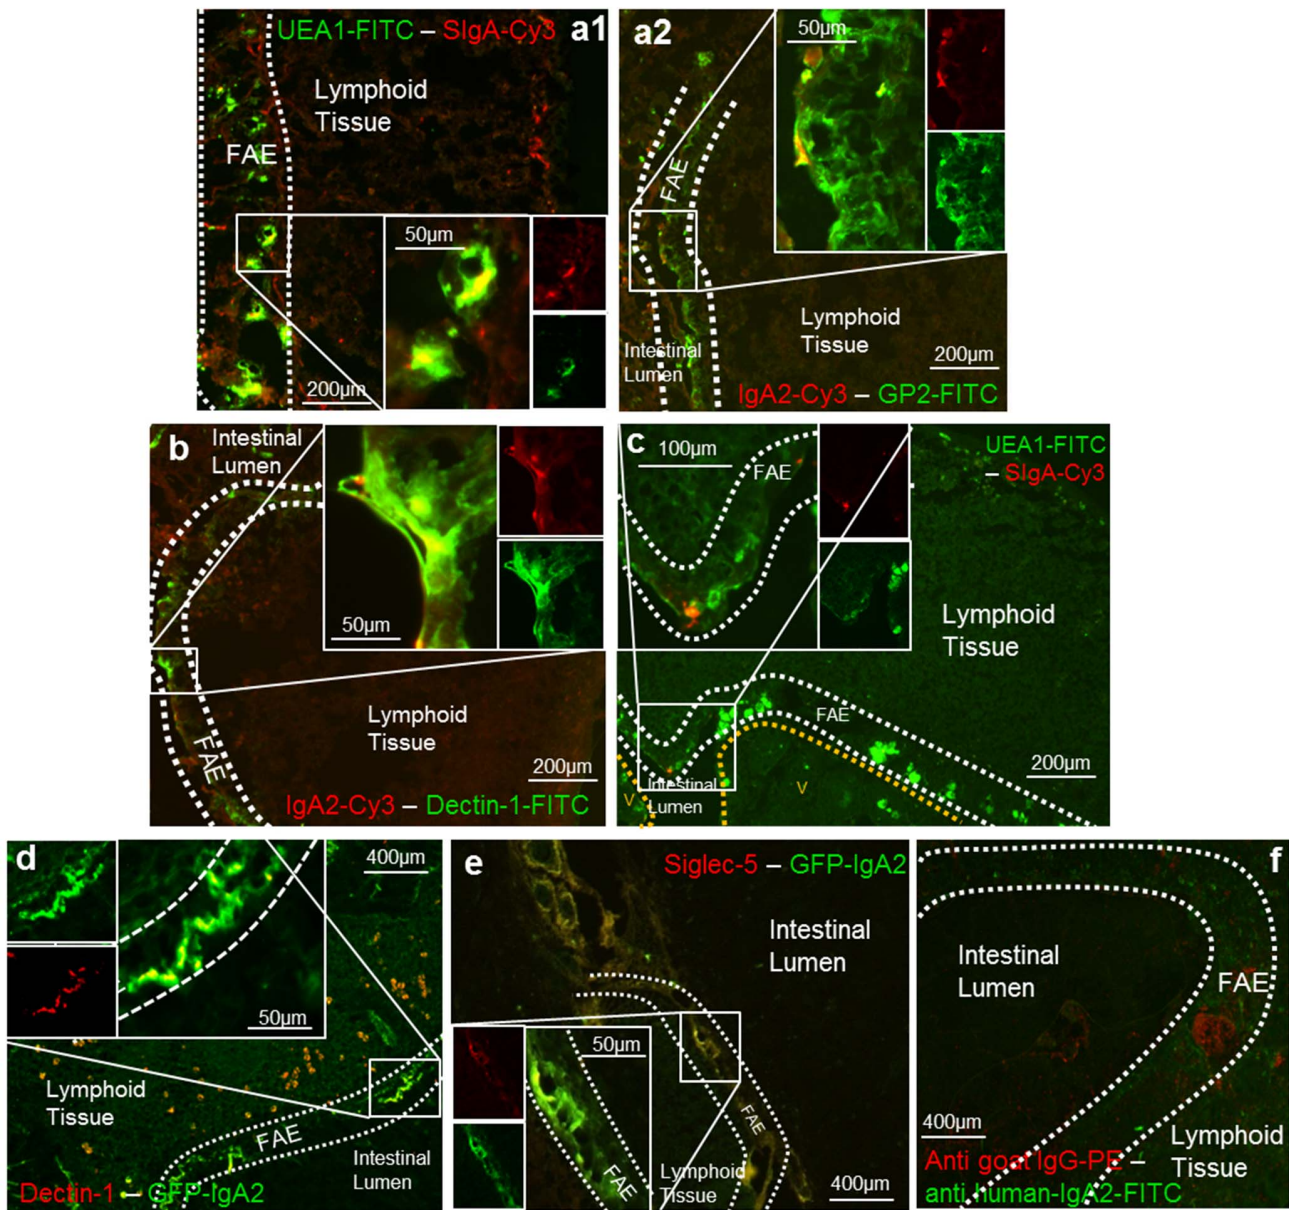 UEA1-FITC – SIgA-Cy3
a1
Lymphoid
Tissue
FAE
50µm
200µm
a2
50µm
FAE
Lymphoid
Tissue
Intestinal
Lumen
200µm
IgA2-Cy3 – GP2-FITC
b
Intestinal
Lumen
50µm
Lymphoid
Tissue
FAE
200µm
IgA2-Cy3 – Dectin-1-FITC
c
100µm
FAE
UEA1-FITC
– SIgA-Cy3
Lymphoid
Tissue
FAE
200µm
Intestinal
Lumen
V
V
d
400µm
50µm
Lymphoid
Tissue
FAE
Intestinal
Lumen
Dectin-1 – GFP-IgA2
e
Siglec-5 – GFP-IgA2
Intestinal
Lumen
50µm
FAE
FAE
Lymphoid
Tissue
400µm
f
Intestinal
Lumen
FAE
400µm
Lymphoid
Tissue
Anti goat IgG-PE –
anti human-IgA2-FITC